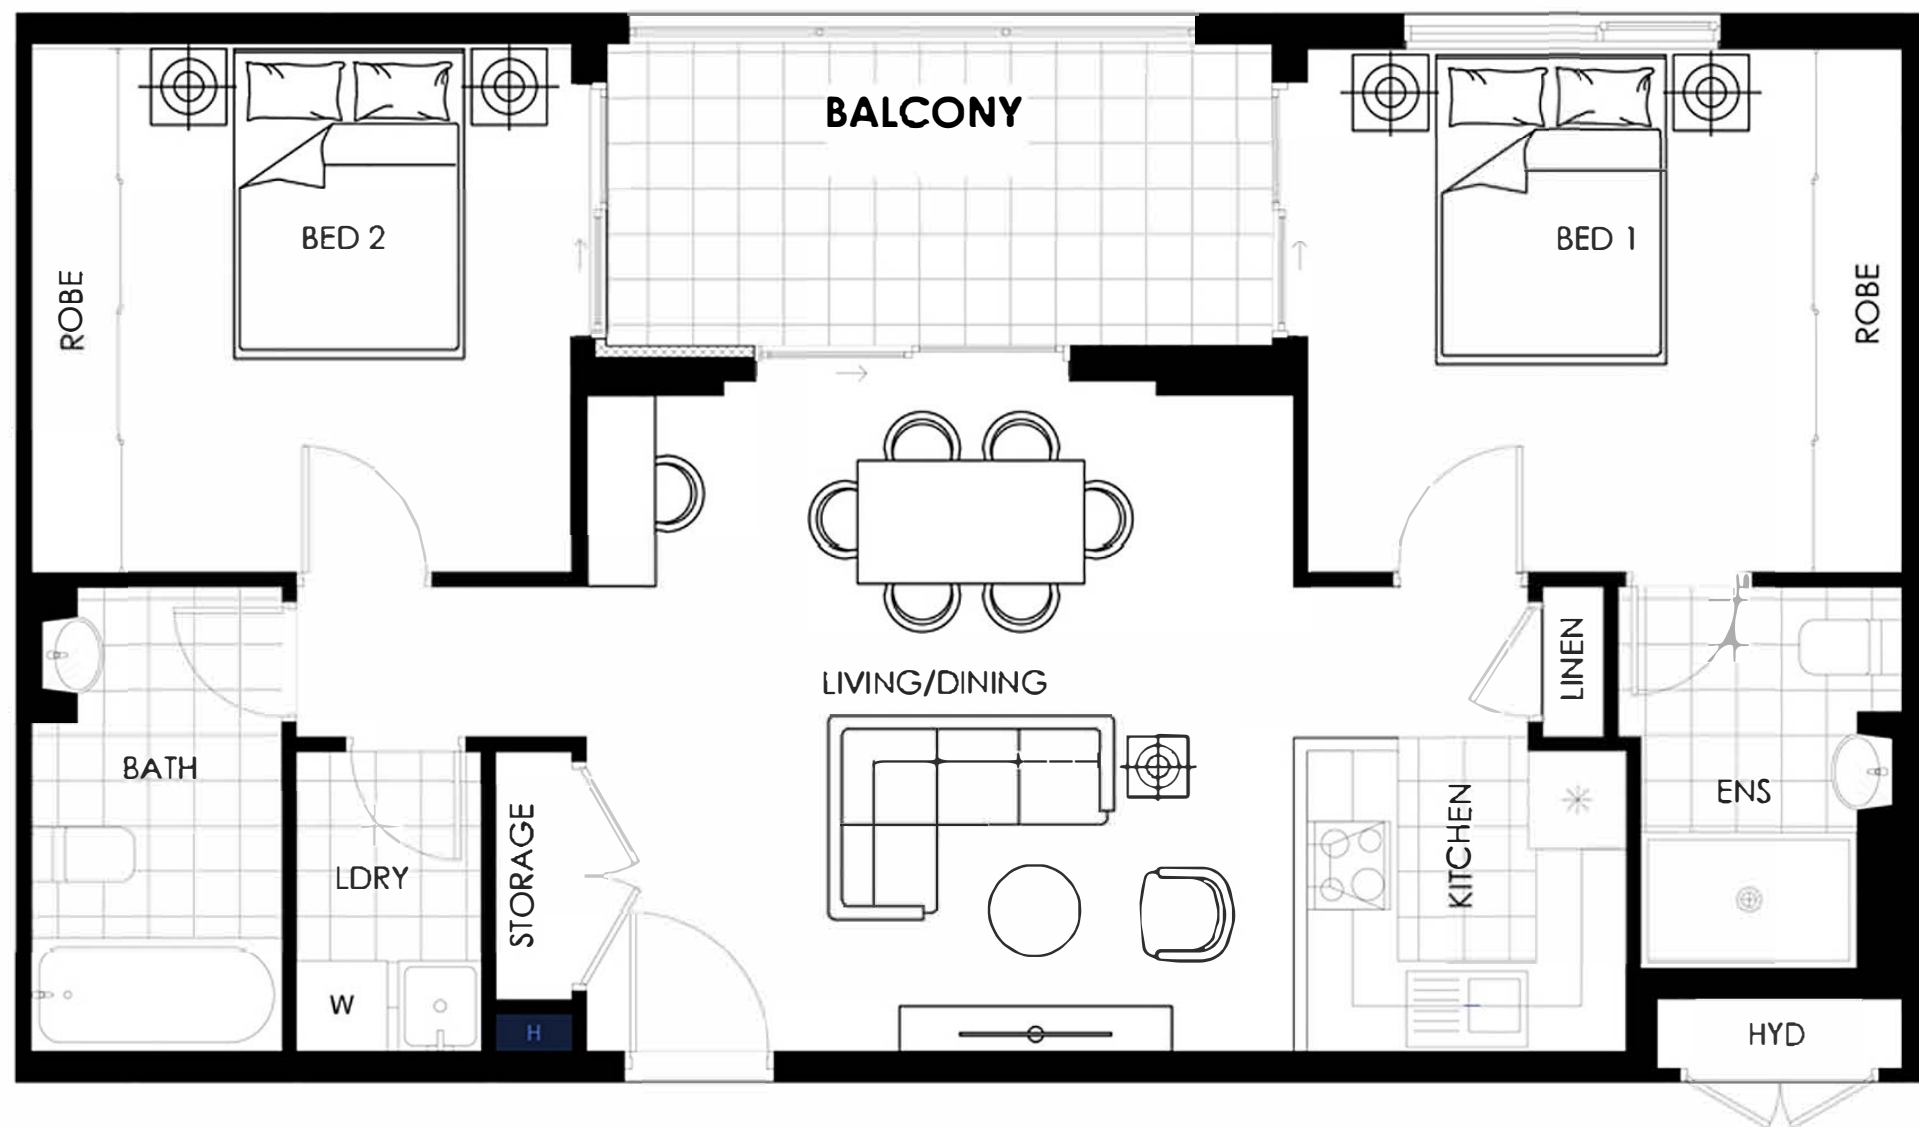 BALCONY
BED 2
BED 1
ROBE
ROBE
LIVING/DINING
LINEN
BATH
ENS
KITCHEN
LDRY
STORAGE
W
H
HYD